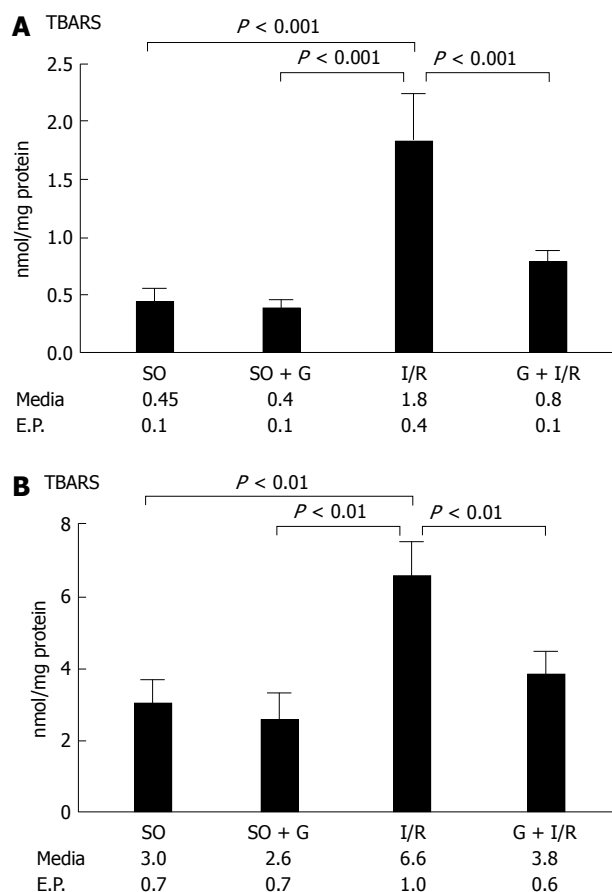 A TBARS
P < 0.001
P < 0.001 P < 0.001
2.5
2.0
1.5
1.0
0.5
0.0
nmol/mg protein
SO SO + G I/R G + I/R
Media 0.45 0.4 1.8 0.8
E.P. 0.1 0.1 0.4 0.1
B TBARS
P < 0.01
P < 0.01 P < 0.01
8
6
4
2
0
nmol/mg protein
SO SO + G I/R G + I/R
Media 3.0 2.6 6.6 3.8
E.P. 0.7 0.7 1.0 0.6